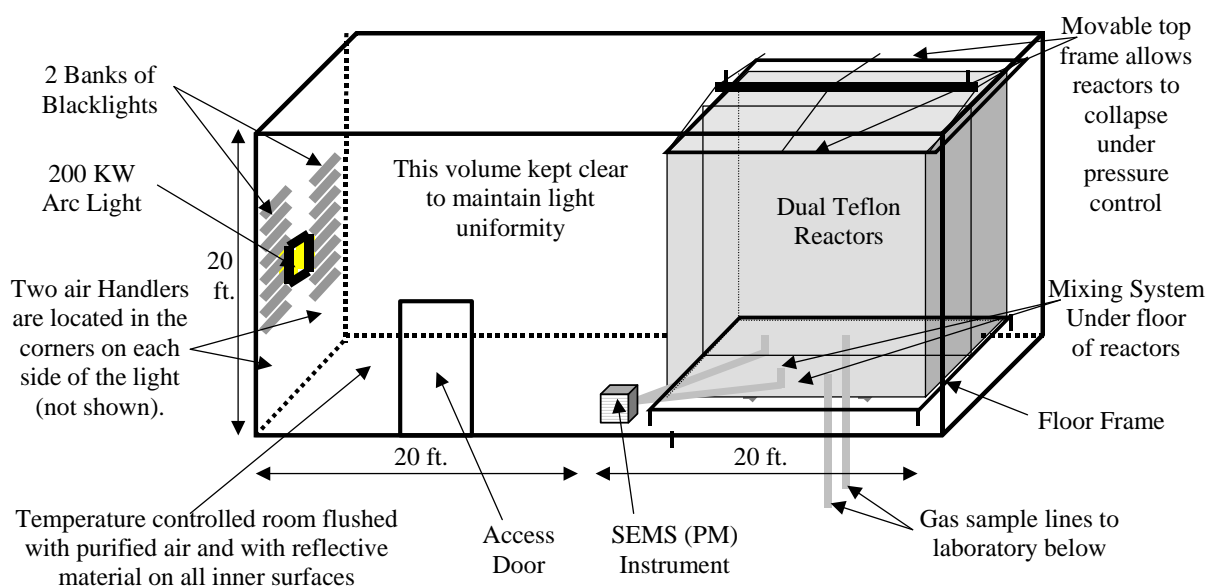 2 Banks of
Blacklights
200 KW
Arc Light
20
ft.
Two air Handlers
are located in the
corners on each
side of the light
(not shown).
This volume kept clear
to maintain light
uniformity
Dual Teflon
Reactors
Movable top
frame allows
reactors to
collapse
under
pressure
control
Mixing System
Under floor
of reactors
Floor Frame
20 ft.
20 ft.
Temperature controlled room flushed
with purified air and with reflective
material on all inner surfaces
Access
Door
SEMS (PM)
Instrument
Gas sample lines to
laboratory below